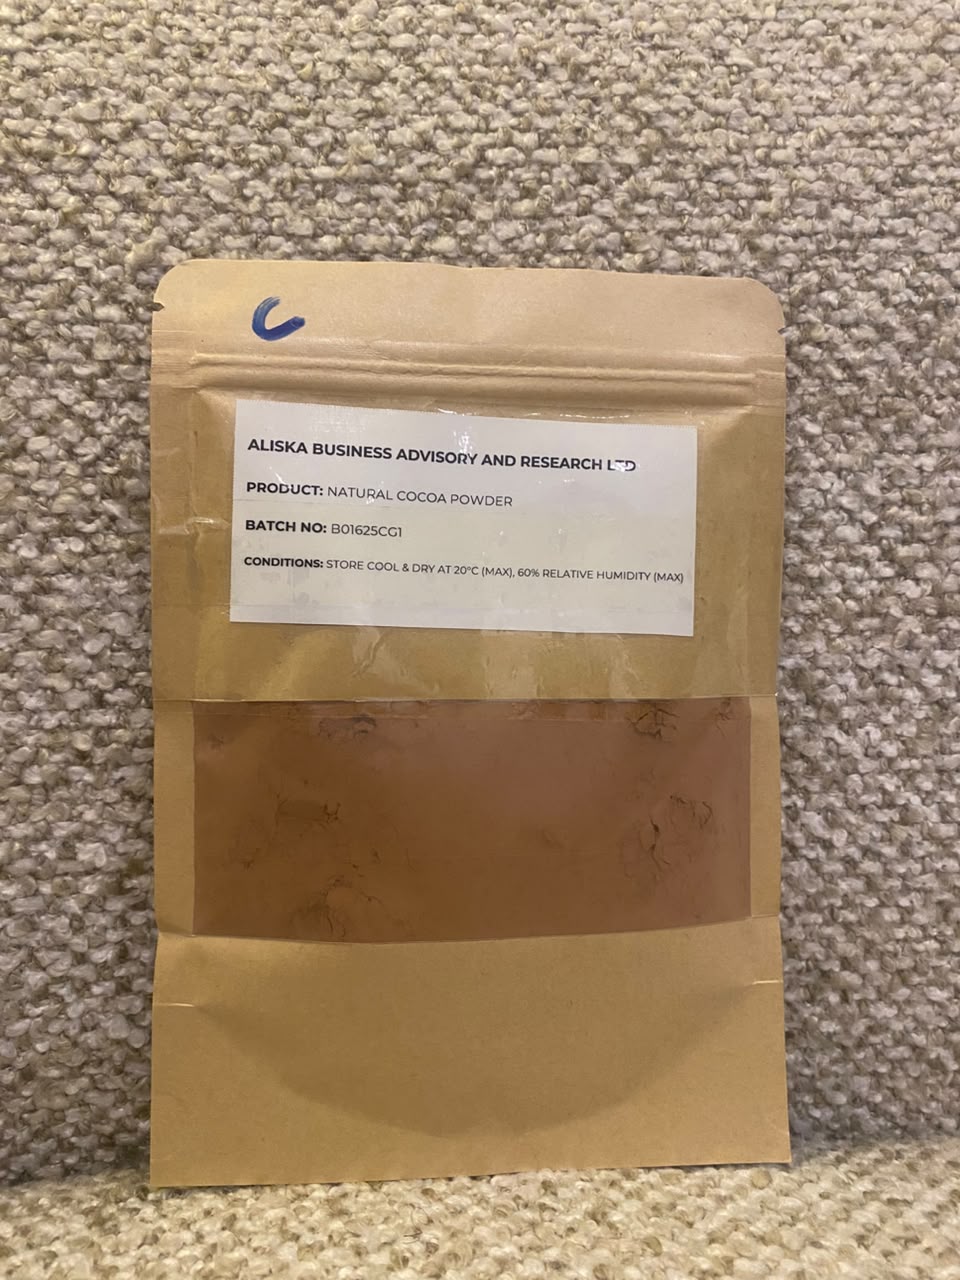 C
ALISKA BUSINESS ADVISORY AND RESEARCH LTD
PRODUCT: NATURAL COCOA POWDER
BATCH NO: B01625CG1
CONDITIONS: STORE COOL & DRY AT 20°C (MAX), 60% RELATIVE HUMIDITY (MAX)